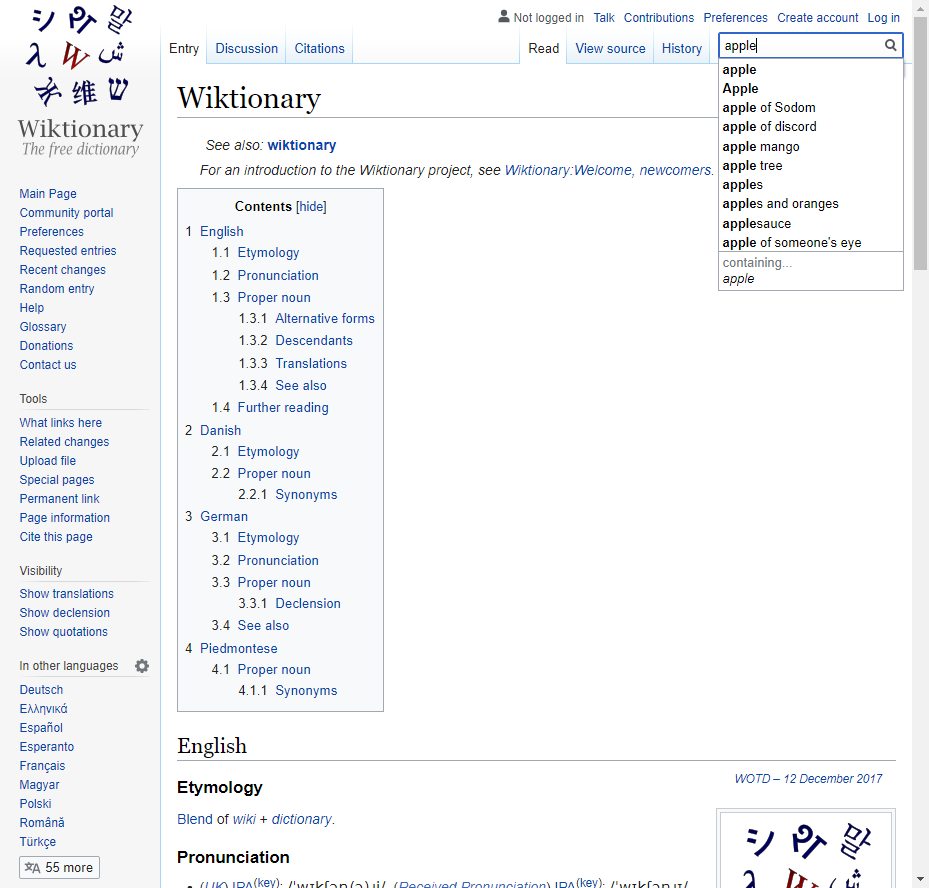 シ
Wiktionary
The free dictionary
Not logged in Talk Contributions Preferences Create account Log in
Entry Discussion Citations Read View source History
apple
apple
Apple
apple of Sodom
apple of discord
apple mango
apple tree
apples
apples and oranges
applesauce
apple of someone's eye
containing...
apple
Main Page
Community portal
Preferences
Requested entries
Recent changes
Random entry
Help
Glossary
Donations
Contact us
Tools
What links here
Related changes
Upload file
Special pages
Permanent link
Page information
Cite this page
Visibility
Show translations
Show declension
Show quotations
In other languages
Deutsch
Ελληνικά
Español
Esperanto
Français
Magyar
Polski
Română
Türkçe
55 more
Wiktionary
See also: wiktionary
For an introduction to the Wiktionary project, see Wiktionary:Welcome, newcomers.
Contents [hide]
1 English
1.1 Etymology
1.2 Pronunciation
1.3 Proper noun
1.3.1 Alternative forms
1.3.2 Descendants
1.3.3 Translations
1.3.4 See also
1.4 Further reading
2 Danish
2.1 Etymology
2.2 Proper noun
2.2.1 Synonyms
3 German
3.1 Etymology
3.2 Pronunciation
3.3 Proper noun
3.3.1 Declension
3.4 See also
4 Piedmontese
4.1 Proper noun
4.1.1 Synonyms
English
WOTD – 12 December 2017
Etymology
Blend of wiki + dictionary.
Pronunciation
(UK) IPA(key): (Received Pronunciation) IPA(key):